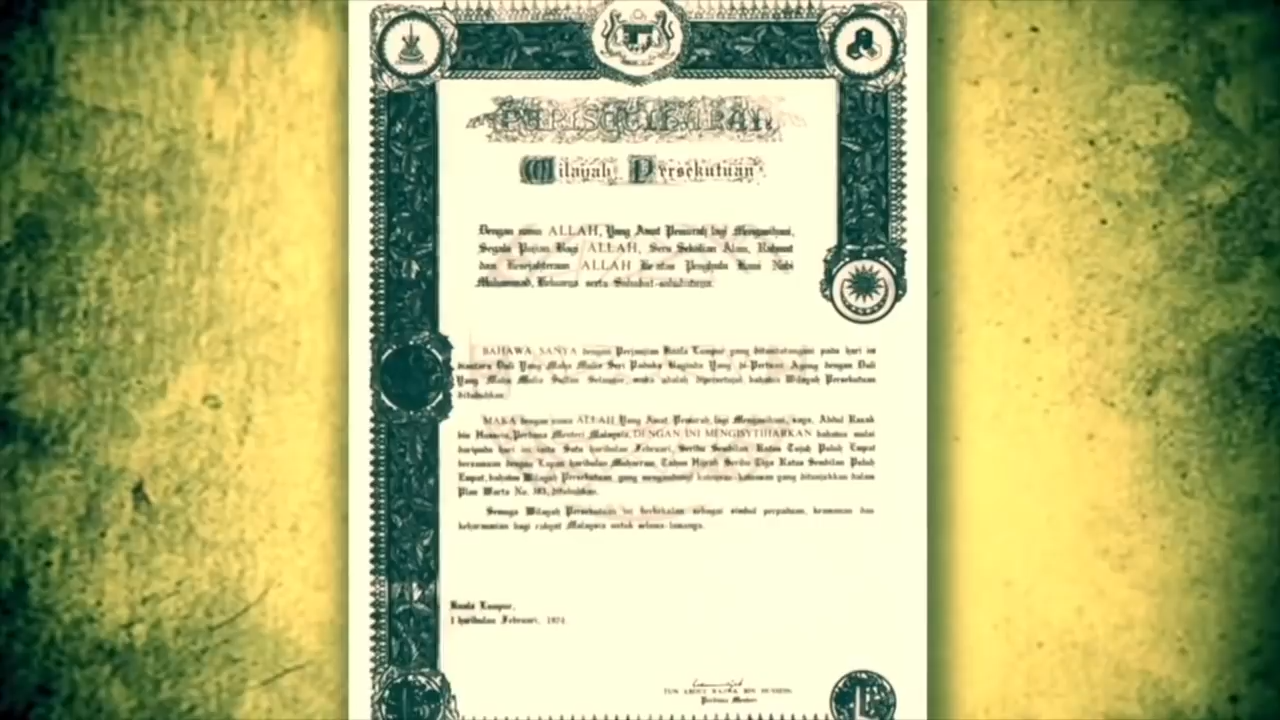 PERISYTIHARAN
Wilayah Persekutuan
Dengan nama ALLAH, Yang Amat Pemurah lagi Mengasihani,
Segala Pujian Bagi ALLAH, Seru Sekalian Alam, Rahmat
dan Kesejahteraan ALLAH Ke atas Penghulu Kami Nabi
Muhammad, Keluarga serta Sahabat-sahabatnya.
BAHAWA SANYA dengan Perjanjian Kuala Lumpur yang ditandatangani pada hari ini
diantara Duli Yang Maha Mulia Seri Paduka Baginda Yang di-Pertuan Agong dengan Duli
Yang Maha Mulia Sultan Selangor, maka adalah dipersetujui bahawa Wilayah Persekutuan
ditubuhkan.
MAKA dengan nama ALLAH Yang Amat Pemurah lagi Mengasihani, saya, Abdul Razak
bin Hussein, Perdana Menteri Malaysia, DENGAN INI MENGISYTIHARKAN bahawa mulai
daripada hari ini iaitu Satu haribulan Februari, Seribu Sembilan Ratus Tujuh Puluh Empat
bersamaan dengan Lapan haribulan Muharram, Tahun Hijrah Seribu Tiga Ratus Sembilan Puluh
Empat, bahawa Wilayah Persekutuan, yang mengandungi kawasan-kawasan yang ditunjukkan dalam
Plan Warta No. 383, ditubuhkan.
Semoga Wilayah Persekutuan ini berkekalan sebagai simbol perpaduan, keamanan dan
keharmonian bagi rakyat Malaysia untuk selama-lamanya.
Kuala Lumpur,
1 haribulan Februari, 1974.
TUN ABDUL RAZAK BIN HUSSEIN,
Perdana Menteri